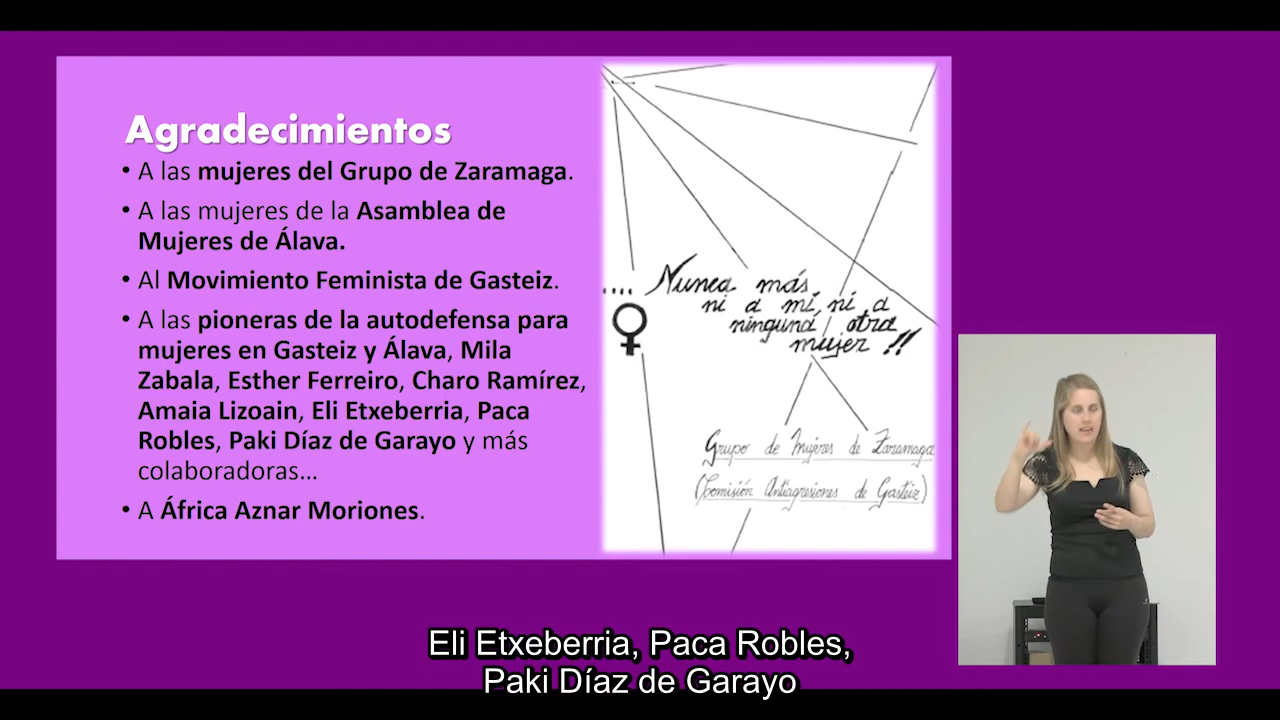 Agradecimientos
• A las mujeres del Grupo de Zaramaga.
• A las mujeres de la Asamblea de
Mujeres de Álava.
• Al Movimiento Feminista de Gasteiz.
• A las pioneras de la autodefensa para
mujeres en Gasteiz y Álava, Mila
Zabala, Esther Ferreiro, Charo Ramírez,
Amaia Lizoain, Eli Etxeberria, Paca
Robles, Paki Díaz de Garayo y más
colaboradoras...
• A África Aznar Moriones.
.... Nunca más
ni a mí, ni a
ninguna otra
mujer!!
Grupo de Mujeres de Zaramaga
(Comisión Antiagresiones de Gasteiz)
Eli Etxeberria, Paca Robles,
Paki Díaz de Garayo